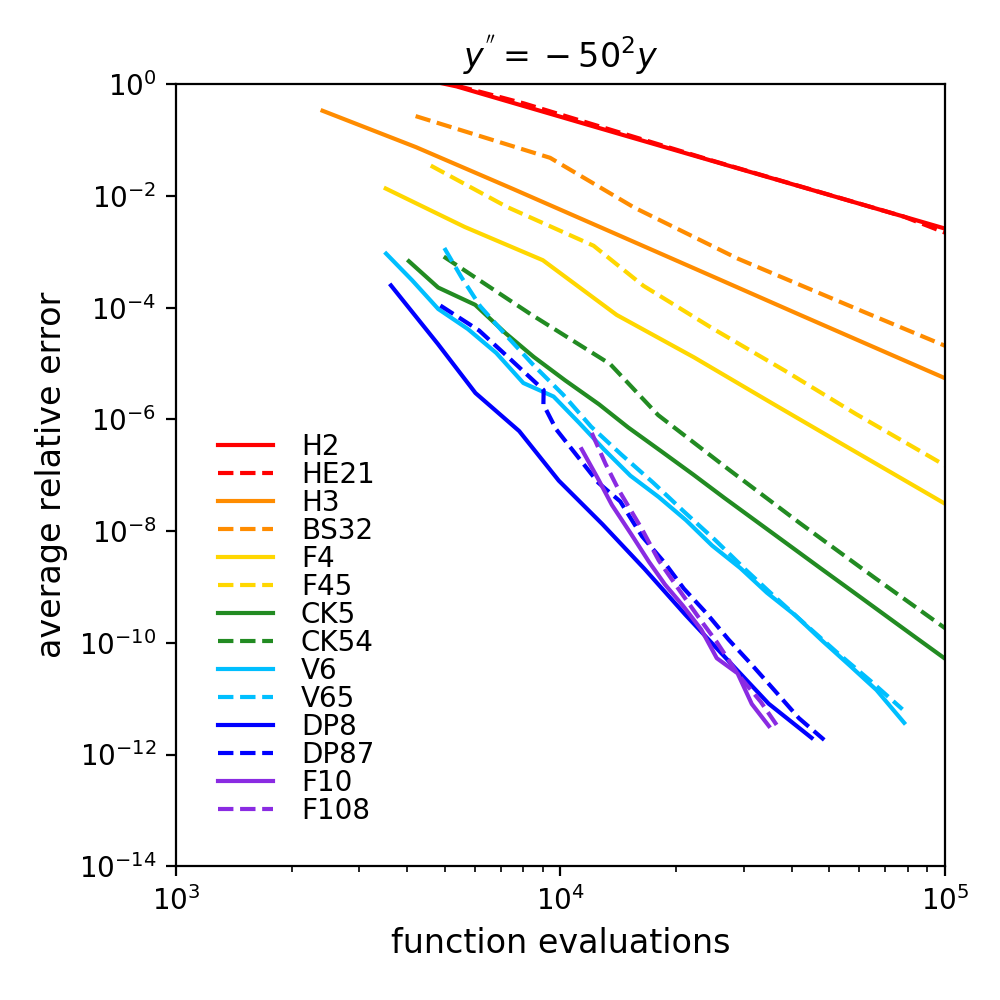 y″ = −50²y
average relative error
10⁰
10⁻²
10⁻⁴
10⁻⁶
10⁻⁸
10⁻¹⁰
10⁻¹²
10⁻¹⁴
H2
HE21
H3
BS32
F4
F45
CK5
CK54
V6
V65
DP8
DP87
F10
F108
10³ 10⁴ 10⁵
function evaluations